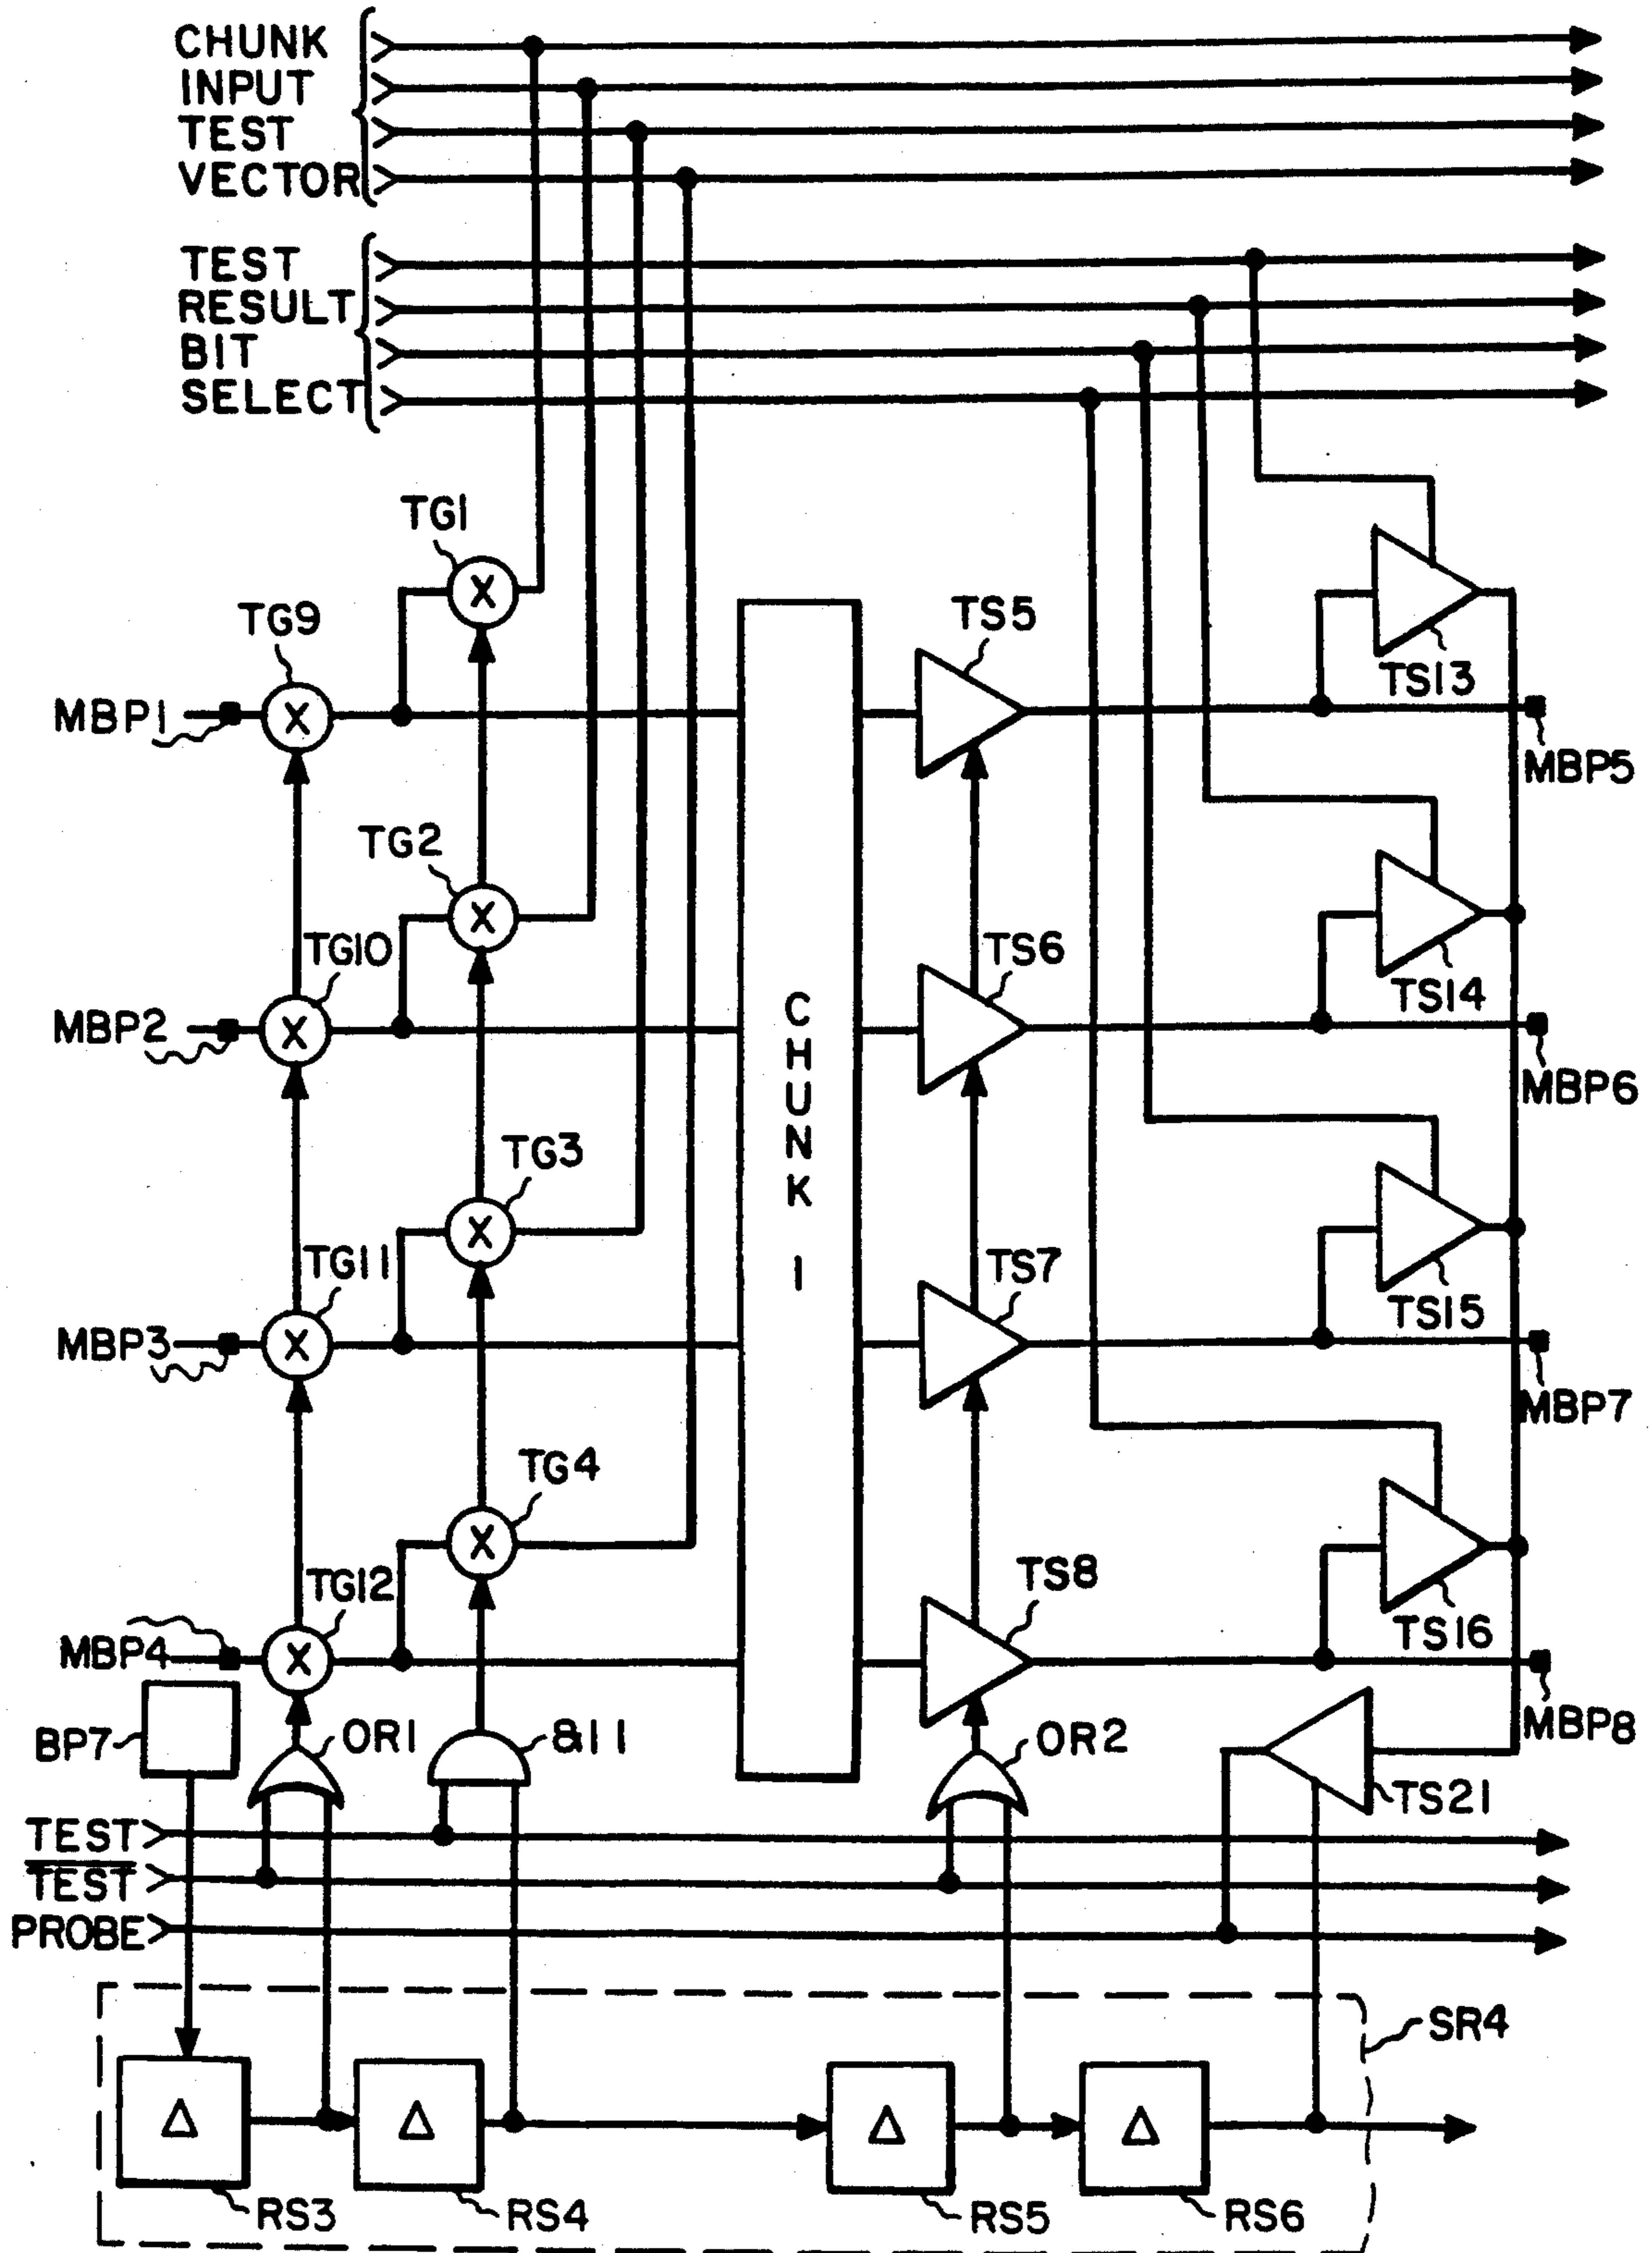 CHUNK
INPUT
TEST
VECTOR
TEST
RESULT
BIT
SELECT
TG1
TG9
TS5
TS13
MBP1
MBP5
TG2
TG10
TS6
TS14
MBP2
MBP6
CHUNK 1
TG3
TG11
TS7
TS15
MBP3
MBP7
TG4
TG12
TS8
TS16
MBP4
MBP8
BP7
OR1
&11
OR2
TS21
TEST
TEST
PROBE
SR4
Δ
Δ
Δ
Δ
RS3
RS4
RS5
RS6
X
X
X
X
X
X
X
X